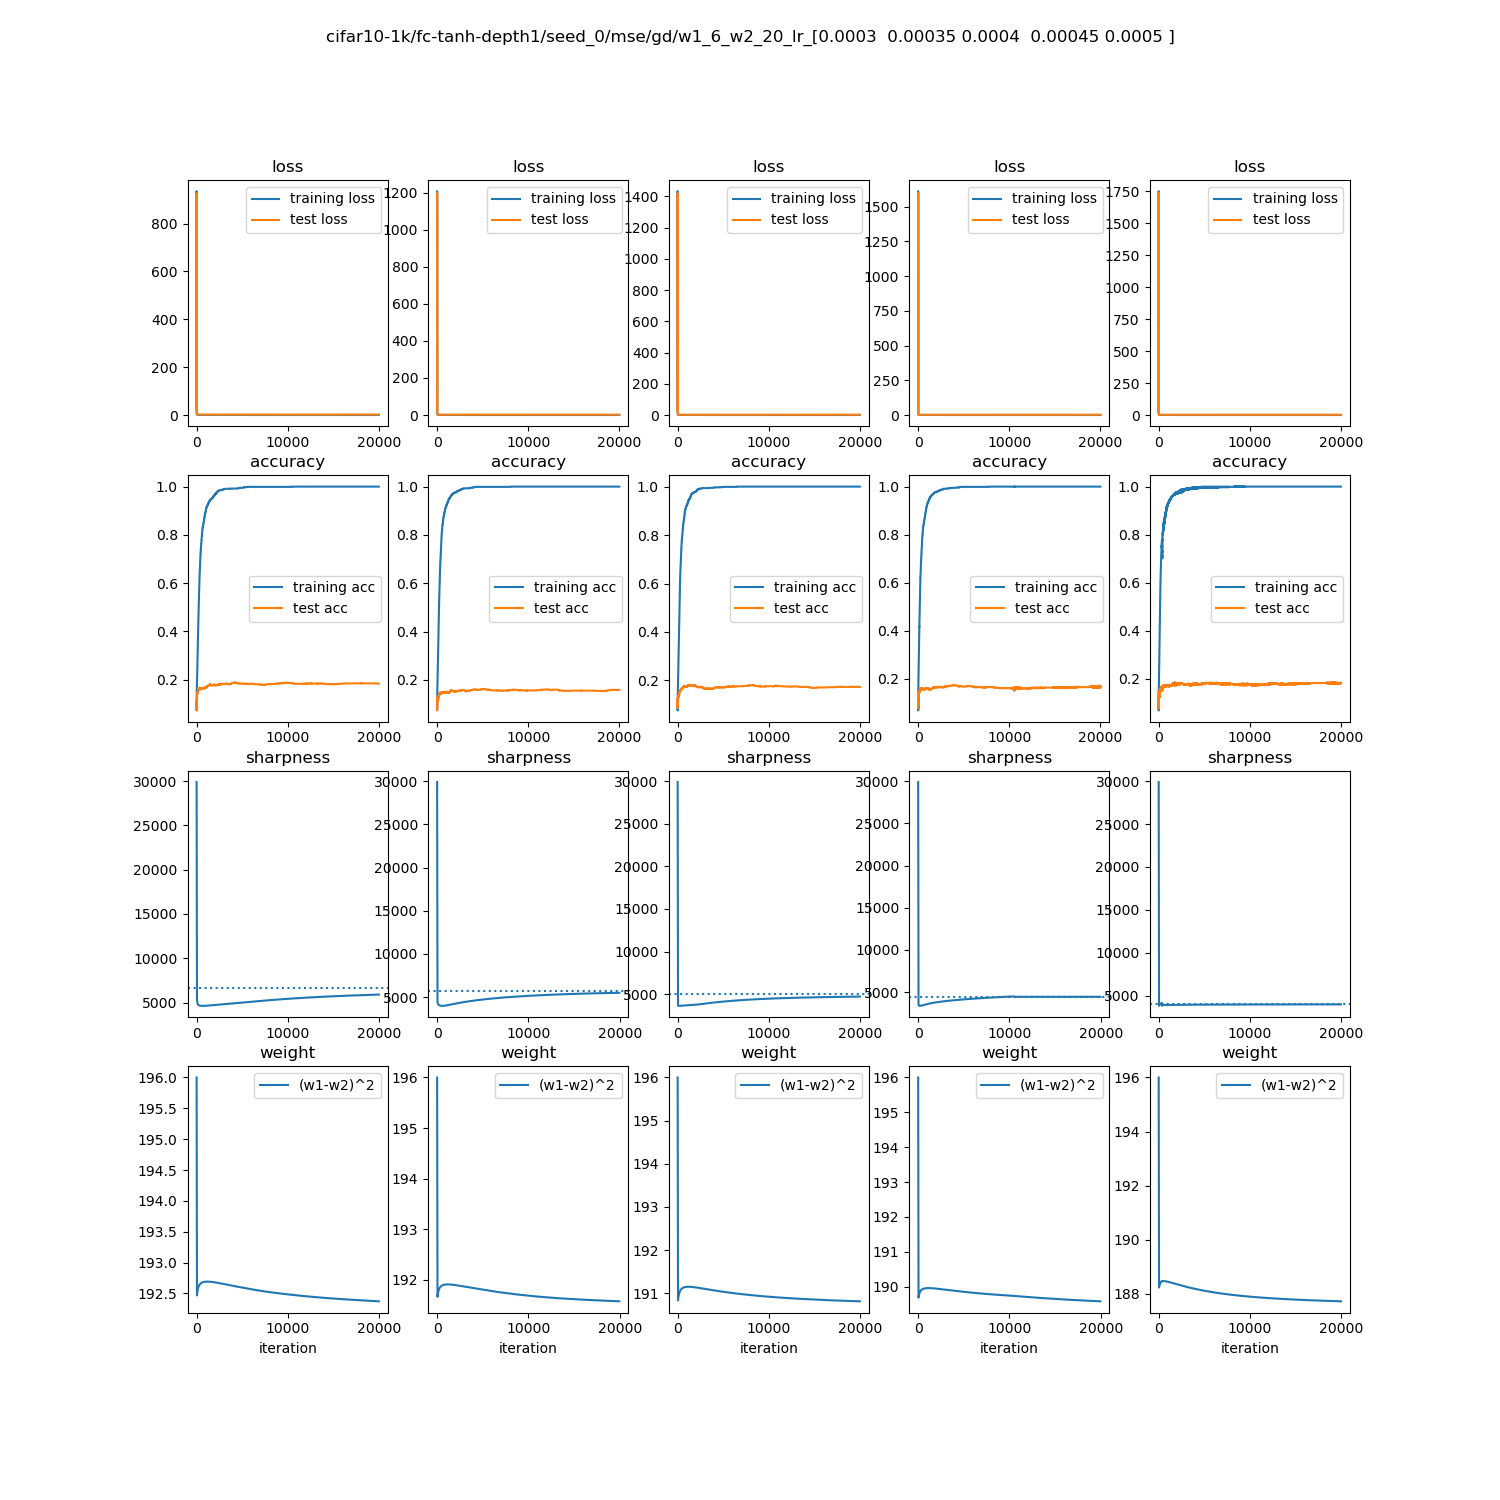 cifar10-1k/fc-tanh-depth1/seed_0/mse/gd/w1_6_w2_20_lr_[0.0003  0.00035 0.0004  0.00045 0.0005 ]
loss loss loss loss loss
training loss training loss training loss training loss training loss
test loss test loss test loss test loss test loss
800 600 400 200 0
1200 1000 800 600 400 200 0
1400 1200 1000 800 600 400 200 0
1500 1250 1000 750 500 250 0
1750 1500 1250 1000 750 500 250 0
0 10000 20000 0 10000 20000 0 10000 20000 0 10000 20000 0 10000 20000
accuracy accuracy accuracy accuracy accuracy
training acc training acc training acc training acc training acc
test acc test acc test acc test acc test acc
1.0 0.8 0.6 0.4 0.2
1.0 0.8 0.6 0.4 0.2
1.0 0.8 0.6 0.4 0.2
1.0 0.8 0.6 0.4 0.2
1.0 0.8 0.6 0.4 0.2
0 10000 20000 0 10000 20000 0 10000 20000 0 10000 20000 0 10000 20000
sharpness sharpness sharpness sharpness sharpness
30000 25000 20000 15000 10000 5000
30000 25000 20000 15000 10000 5000
30000 25000 20000 15000 10000 5000
30000 25000 20000 15000 10000 5000
30000 25000 20000 15000 10000 5000
0 10000 20000 0 10000 20000 0 10000 20000 0 10000 20000 0 10000 20000
weight weight weight weight weight
(w1-w2)^2 (w1-w2)^2 (w1-w2)^2 (w1-w2)^2 (w1-w2)^2
196.0 195.5 195.0 194.5 194.0 193.5 193.0 192.5
196 195 194 193 192
196 195 194 193 192 191
196 195 194 193 192 191 190
196 194 192 190 188
0 10000 20000 0 10000 20000 0 10000 20000 0 10000 20000 0 10000 20000
iteration iteration iteration iteration iteration